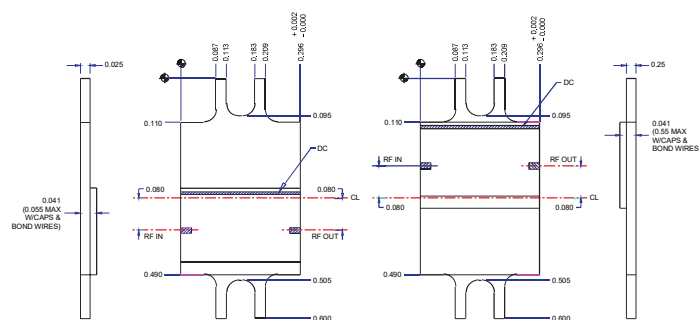 0.025
0.087
0.113
0.183
0.209
0.296
+ 0.002
- 0.000
0.110
0.095
DC
0.041
(0.055 MAX
W/CAPS &
BOND WIRES)
0.080
0.080
CL
RF IN
RF OUT
0.490
0.505
0.600
0.087
0.113
0.183
0.209
0.296
+0.002
- 0.000
0.25
DC
0.110
0.095
0.041
(0.55 MAX
W/CAPS &
BOND WIRES
RF IN
RF OUT
CL
0.080
0.080
0.490
0.505
0.600